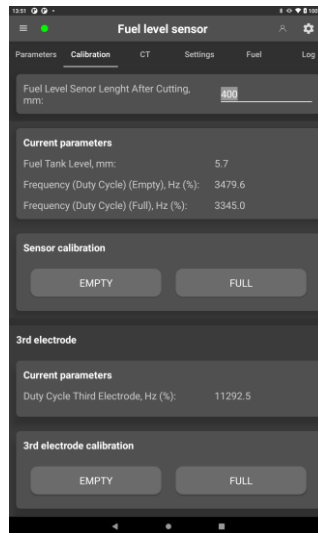 13:51
100
Fuel level sensor
Parameters Calibration CT Settings Fuel Log
Fuel Level Senor Lenght After Cutting,
mm:
400
Current parameters
Fuel Tank Level, mm: 5.7
Frequency (Duty Cycle) (Empty), Hz (%): 3479.6
Frequency (Duty Cycle) (Full), Hz (%): 3345.0
Sensor calibration
EMPTY FULL
3rd electrode
Current parameters
Duty Cycle Third Electrode, Hz (%): 11292.5
3rd electrode calibration
EMPTY FULL